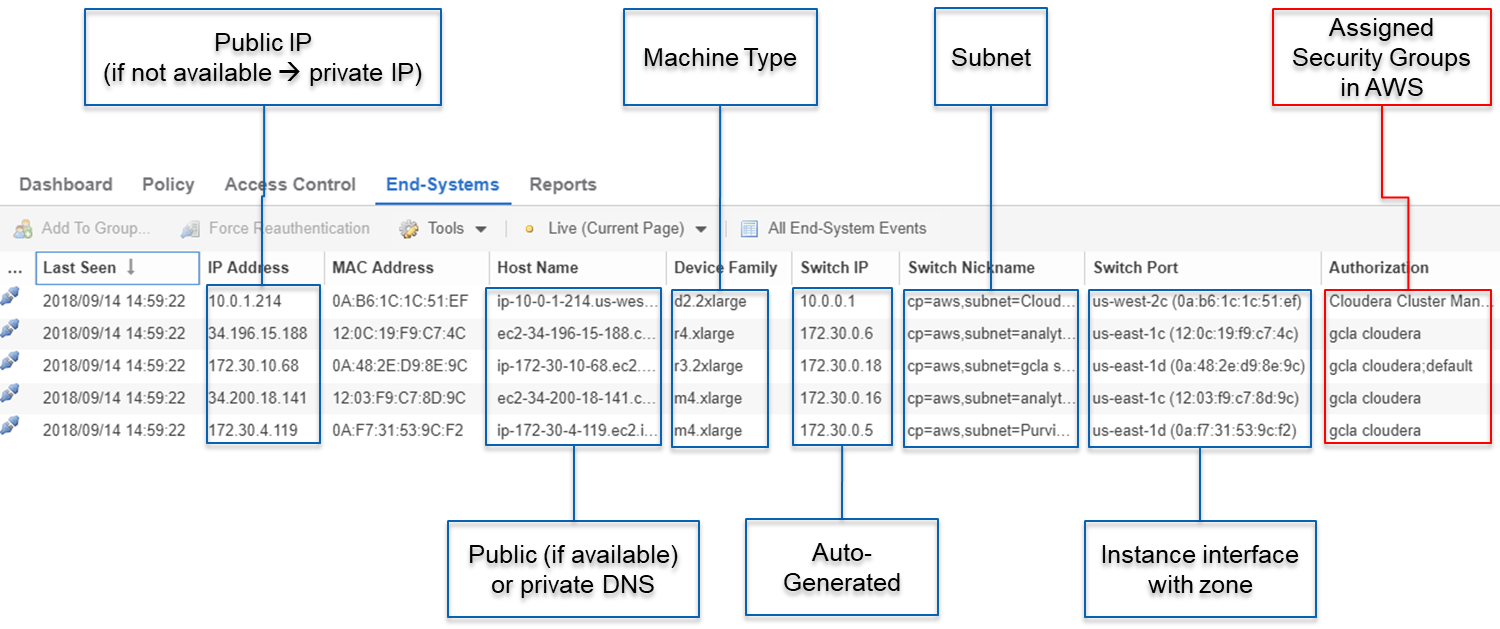 Public IP
(if not available → private IP)
Machine Type
Subnet
Assigned
Security Groups
in AWS
Dashboard Policy Access Control End-Systems Reports
Add To Group... Force Reauthentication Tools Live (Current Page) All End-System Events
... Last Seen ↓ IP Address MAC Address Host Name Device Family Switch IP Switch Nickname Switch Port Authorization
2018/09/14 14:59:22 10.0.1.214 0A:B6:1C:1C:51:EF ip-10-0-1-214.us-wes... d2.2xlarge 10.0.0.1 cp=aws,subnet=Cloud... us-west-2c (0a:b6:1c:1c:51:ef) Cloudera Cluster Man...
2018/09/14 14:59:22 34.196.15.188 12:0C:19:F9:C7:4C ec2-34-196-15-188.c... r4.xlarge 172.30.0.6 cp=aws,subnet=analyt... us-east-1c (12:0c:19:f9:c7:4c) gcla cloudera
2018/09/14 14:59:22 172.30.10.68 0A:48:2E:D9:8E:9C ip-172-30-10-68.ec2.... r3.2xlarge 172.30.0.18 cp=aws,subnet=gcla s... us-east-1d (0a:48:2e:d9:8e:9c) gcla cloudera;default
2018/09/14 14:59:22 34.200.18.141 12:03:F9:C7:8D:9C ec2-34-200-18-141.c... m4.xlarge 172.30.0.16 cp=aws,subnet=analyt... us-east-1c (12:03:f9:c7:8d:9c) gcla cloudera
2018/09/14 14:59:22 172.30.4.119 0A:F7:31:53:9C:F2 ip-172-30-4-119.ec2.i... m4.xlarge 172.30.0.5 cp=aws,subnet=Purvi... us-east-1d (0a:f7:31:53:9c:f2) gcla cloudera
Public (if available)
or private DNS
Auto-
Generated
Instance interface
with zone